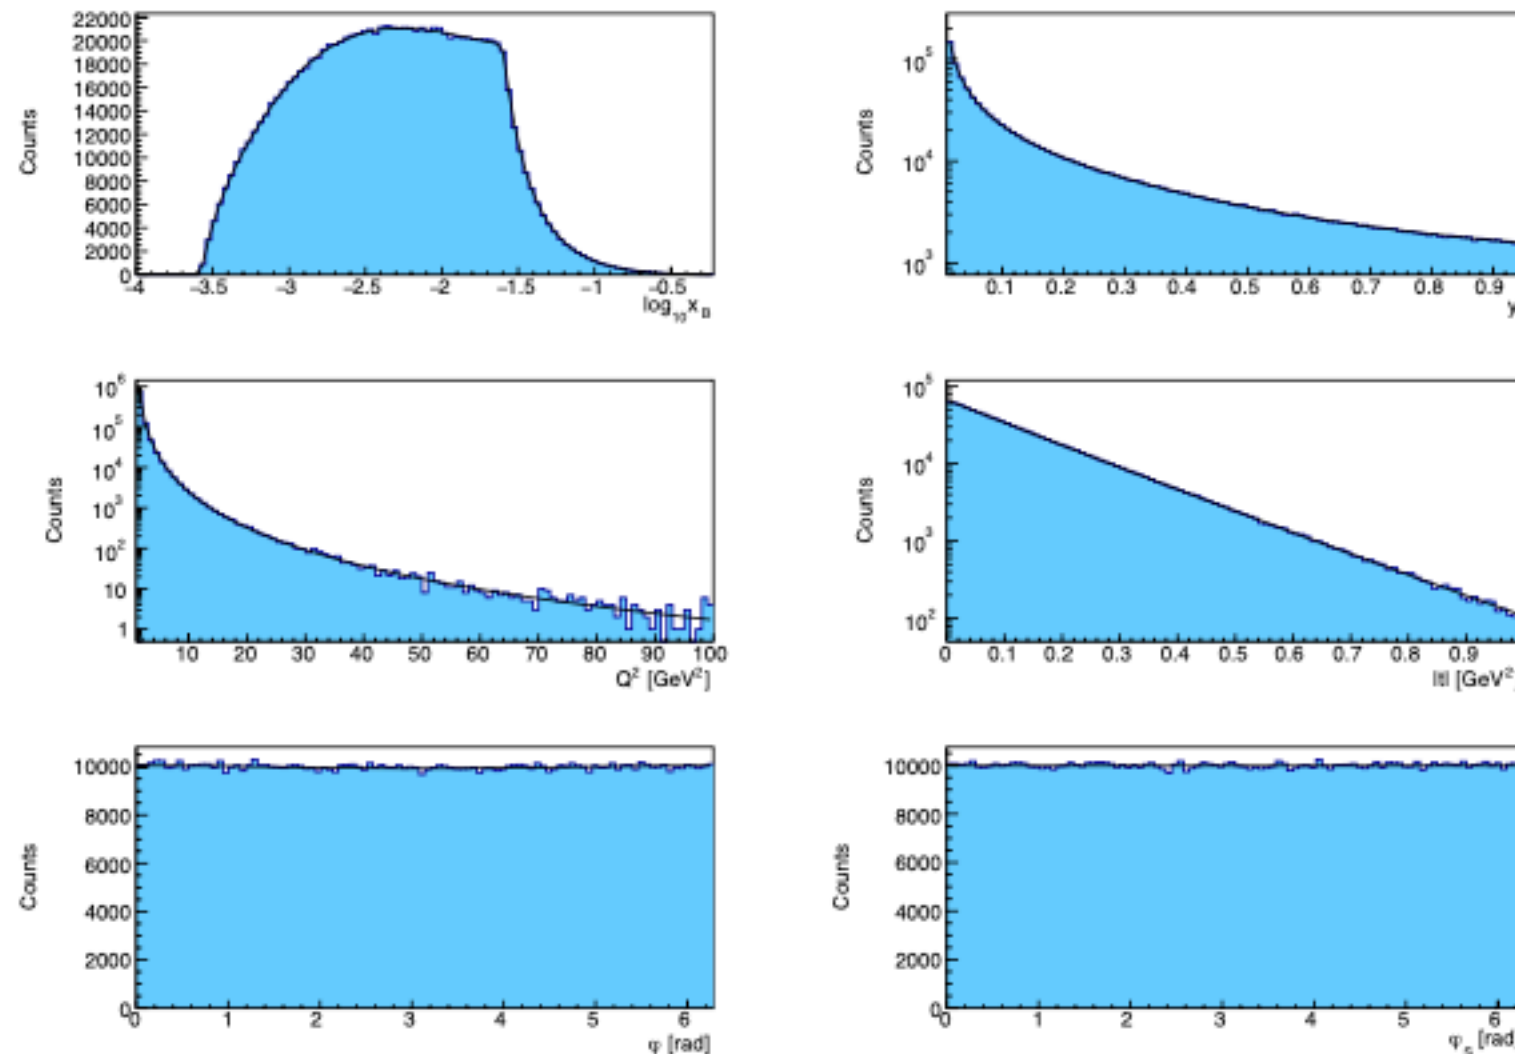 22000
20000
18000
16000
14000
12000
10000
8000
6000
4000
2000
0
Counts
-4 -3.5 -3 -2.5 -2 -1.5 -1 -0.5
log₁₀x_B
10⁵
10⁴
10³
Counts
0.1 0.2 0.3 0.4 0.5 0.6 0.7 0.8 0.9
y
10⁶
10⁵
10⁴
10³
10²
10
1
Counts
10 20 30 40 50 60 70 80 90 100
Q² [GeV²]
10⁵
10⁴
10³
10²
Counts
0 0.1 0.2 0.3 0.4 0.5 0.6 0.7 0.8 0.9
|t| [GeV²]
10000
8000
6000
4000
2000
0
Counts
0 1 2 3 4 5 6
φ [rad]
10000
8000
6000
4000
2000
0
Counts
0 1 2 3 4 5 6
φ_S [rad]